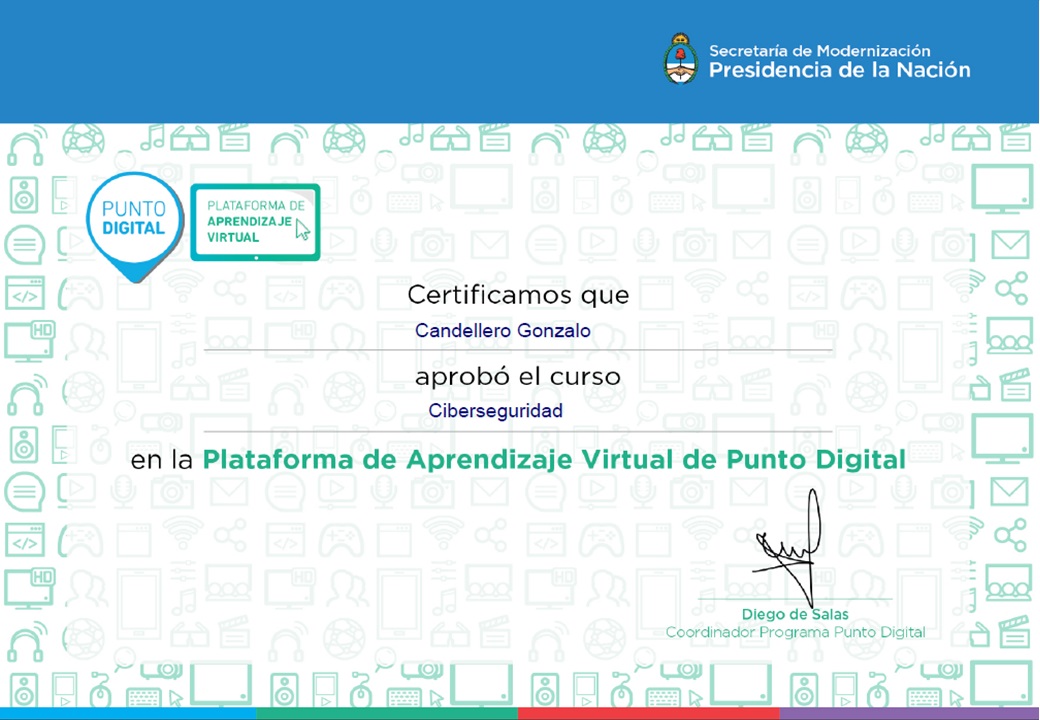 Secretaría de Modernización
Presidencia de la Nación
PUNTO
DIGITAL
PLATAFORMA DE
APRENDIZAJE
VIRTUAL
Certificamos que
Candellero Gonzalo
aprobó el curso
Ciberseguridad
en la Plataforma de Aprendizaje Virtual de Punto Digital
Diego de Salas
Coordinador Programa Punto Digital